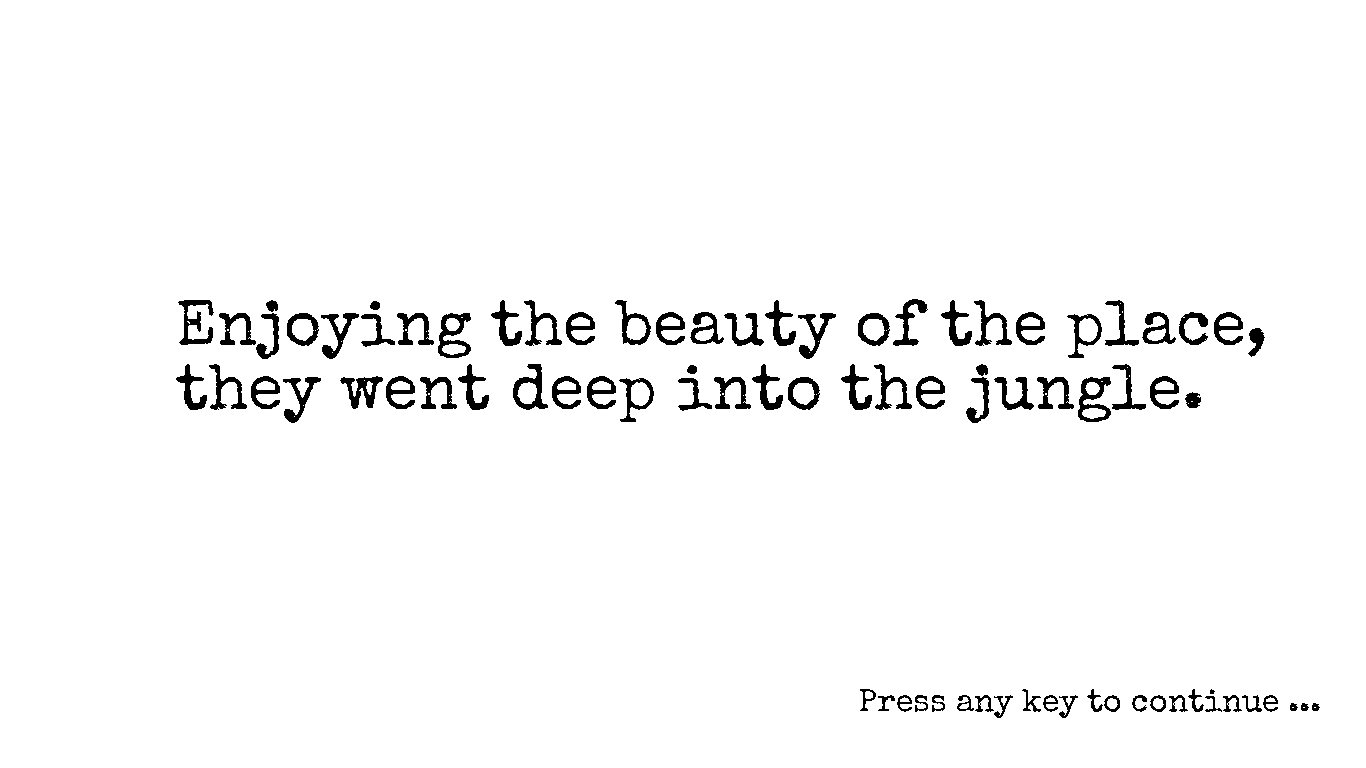 Enjoying the beauty of the place,
they went deep into the jungle.
Press any key to continue ...